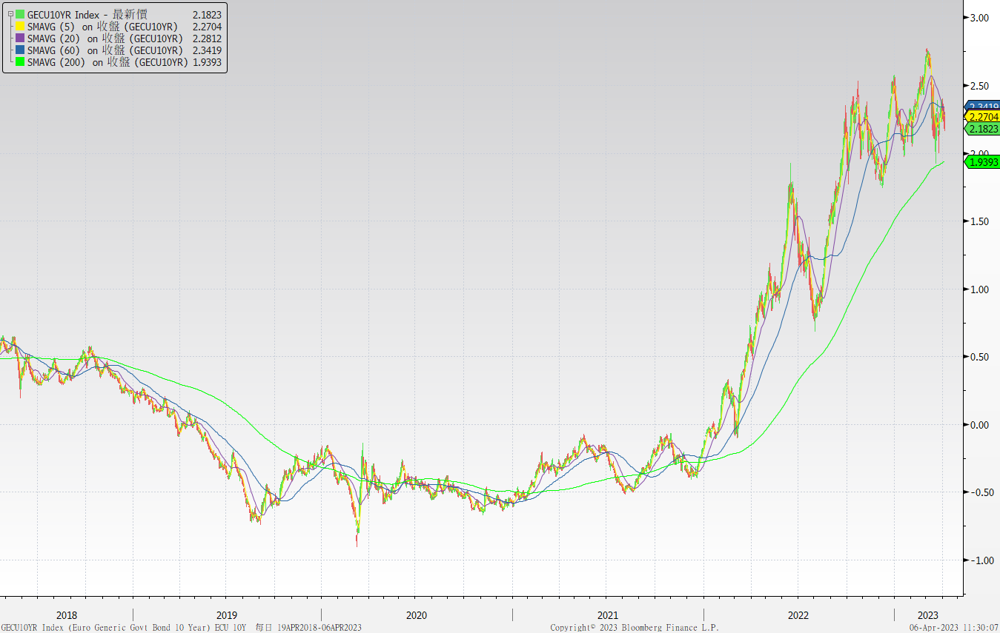 GECU10YR Index - 最新價 2.1823
SMAVG (5) on 收盤 (GECU10YR) 2.2704
SMAVG (20) on 收盤 (GECU10YR) 2.2812
SMAVG (60) on 收盤 (GECU10YR) 2.3419
SMAVG (200) on 收盤 (GECU10YR) 1.9393
3.00
2.50
2.3419
2.2704
2.1823
2.00
1.9393
1.50
1.00
0.50
0.00
-0.50
-1.00
2018 2019 2020 2021 2022 2023
GECU10YR Index (Euro Generic Govt Bond 10 Year) ECU 10Y 每日 19APR2018-06APR2023 Copyright© 2023 Bloomberg Finance L.P. 06-Apr-2023 11:30:07